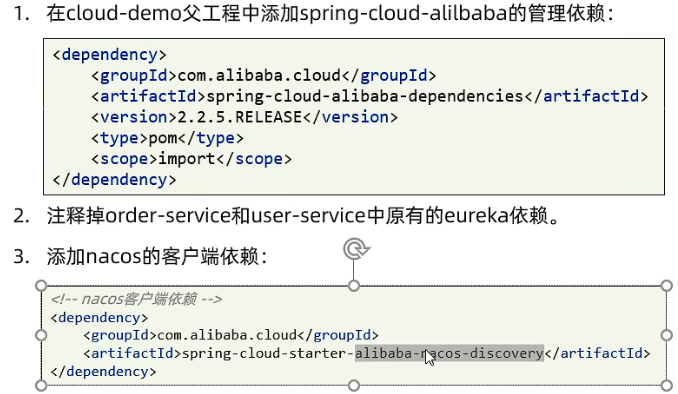 1. 在cloud-demo父工程中添加spring-cloud-alilbaba的管理依赖：
<dependency>
    <groupId>com.alibaba.cloud</groupId>
    <artifactId>spring-cloud-alibaba-dependencies</artifactId>
    <version>2.2.5.RELEASE</version>
    <type>pom</type>
    <scope>import</scope>
</dependency>
2. 注释掉order-service和user-service中原有的eureka依赖。
3. 添加nacos的客户端依赖：
<!-- nacos客户端依赖 -->
<dependency>
    <groupId>com.alibaba.cloud</groupId>
    <artifactId>spring-cloud-starter-alibaba-nacos-discovery</artifactId>
</dependency>